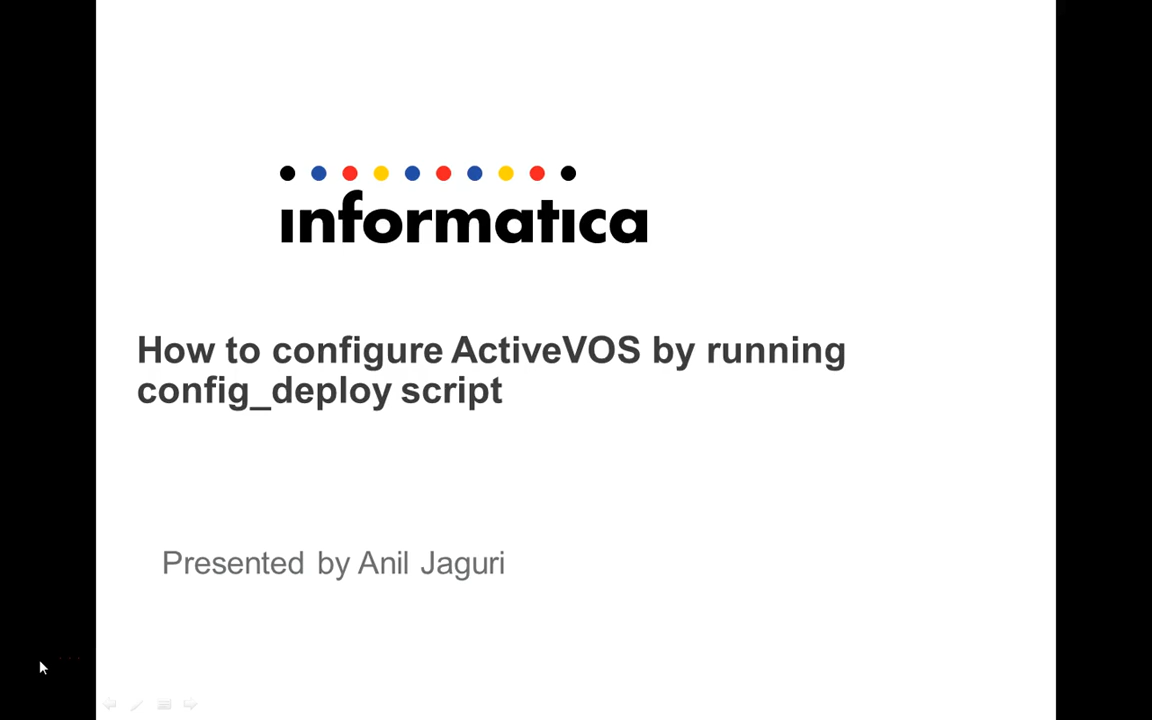 informatica
How to configure ActiveVOS by running
config_deploy script
Presented by Anil Jaguri